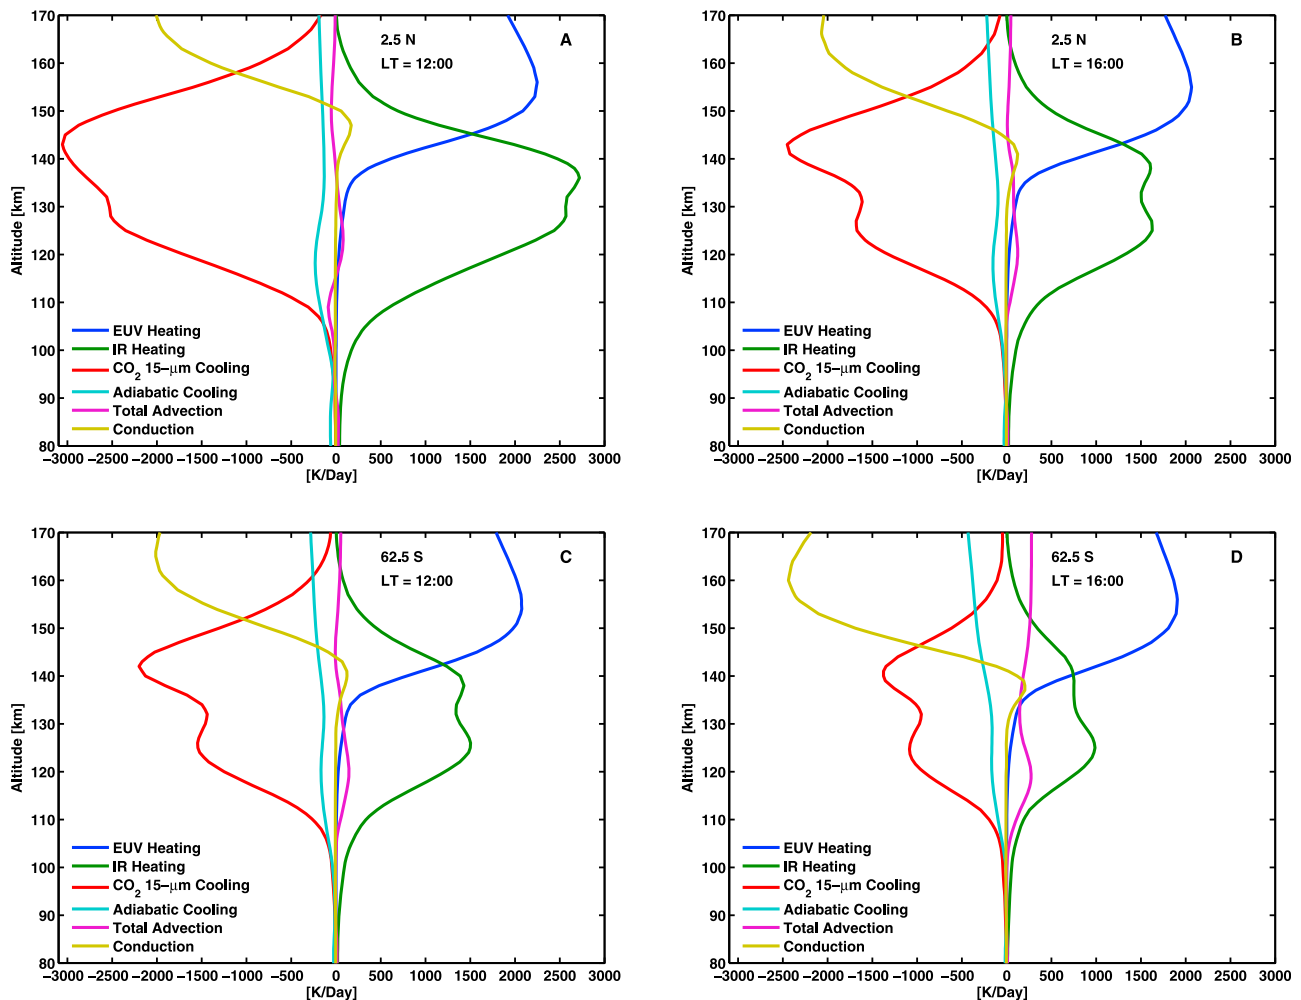 A
2.5 N
LT = 12:00
Altitude [km]
170
160
150
140
130
120
110
100
90
80
EUV Heating
IR Heating
CO2 15-μm Cooling
Adiabatic Cooling
Total Advection
Conduction
-3000 -2500 -2000 -1500 -1000 -500 0 500 1000 1500 2000 2500 3000
[K/Day]
B
2.5 N
LT = 16:00
Altitude [km]
170
160
150
140
130
120
110
100
90
80
EUV Heating
IR Heating
CO2 15-μm Cooling
Adiabatic Cooling
Total Advection
Conduction
-3000 -2500 -2000 -1500 -1000 -500 0 500 1000 1500 2000 2500 3000
[K/Day]
C
62.5 S
LT = 12:00
Altitude [km]
170
160
150
140
130
120
110
100
90
80
EUV Heating
IR Heating
CO2 15-μm Cooling
Adiabatic Cooling
Total Advection
Conduction
-3000 -2500 -2000 -1500 -1000 -500 0 500 1000 1500 2000 2500 3000
[K/Day]
D
62.5 S
LT = 16:00
Altitude [km]
170
160
150
140
130
120
110
100
90
80
EUV Heating
IR Heating
CO2 15-μm Cooling
Adiabatic Cooling
Total Advection
Conduction
-3000 -2500 -2000 -1500 -1000 -500 0 500 1000 1500 2000 2500 3000
[K/Day]